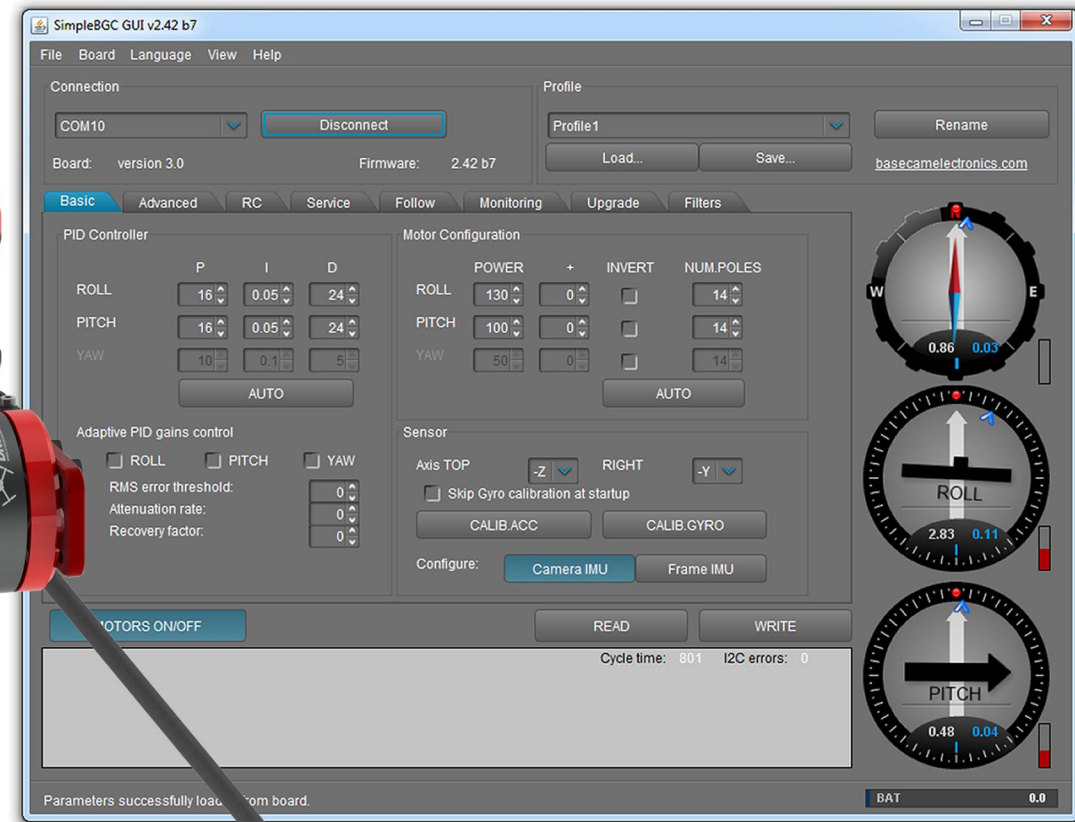 SimpleBGC GUI v2.42 b7
File Board Language View Help
Connection
COM10 Disconnect
Board: version 3.0 Firmware: 2.42 b7
Profile
Profile1 Rename
Load... Save... basecamelectronics.com
Basic Advanced RC Service Follow Monitoring Upgrade Filters
PID Controller
P I D
ROLL 16 0.05 24
PITCH 16 0.05 24
YAW 10 0.1 5
AUTO
Adaptive PID gains control
ROLL PITCH YAW
RMS error threshold: 0
Attenuation rate: 0
Recovery factor: 0
Motor Configuration
POWER + INVERT NUM.POLES
ROLL 130 0 14
PITCH 100 0 14
YAW 50 0 14
AUTO
Sensor
Axis TOP -Z RIGHT -Y
Skip Gyro calibration at startup
CALIB.ACC CALIB.GYRO
Configure: Camera IMU Frame IMU
R
W E
0.86 0.03
ROLL
2.83 0.11
PITCH
0.48 0.04
MOTORS ON/OFF READ WRITE
Cycle time: 801 I2C errors: 0
Parameters successfully from board.
BAT 0.0